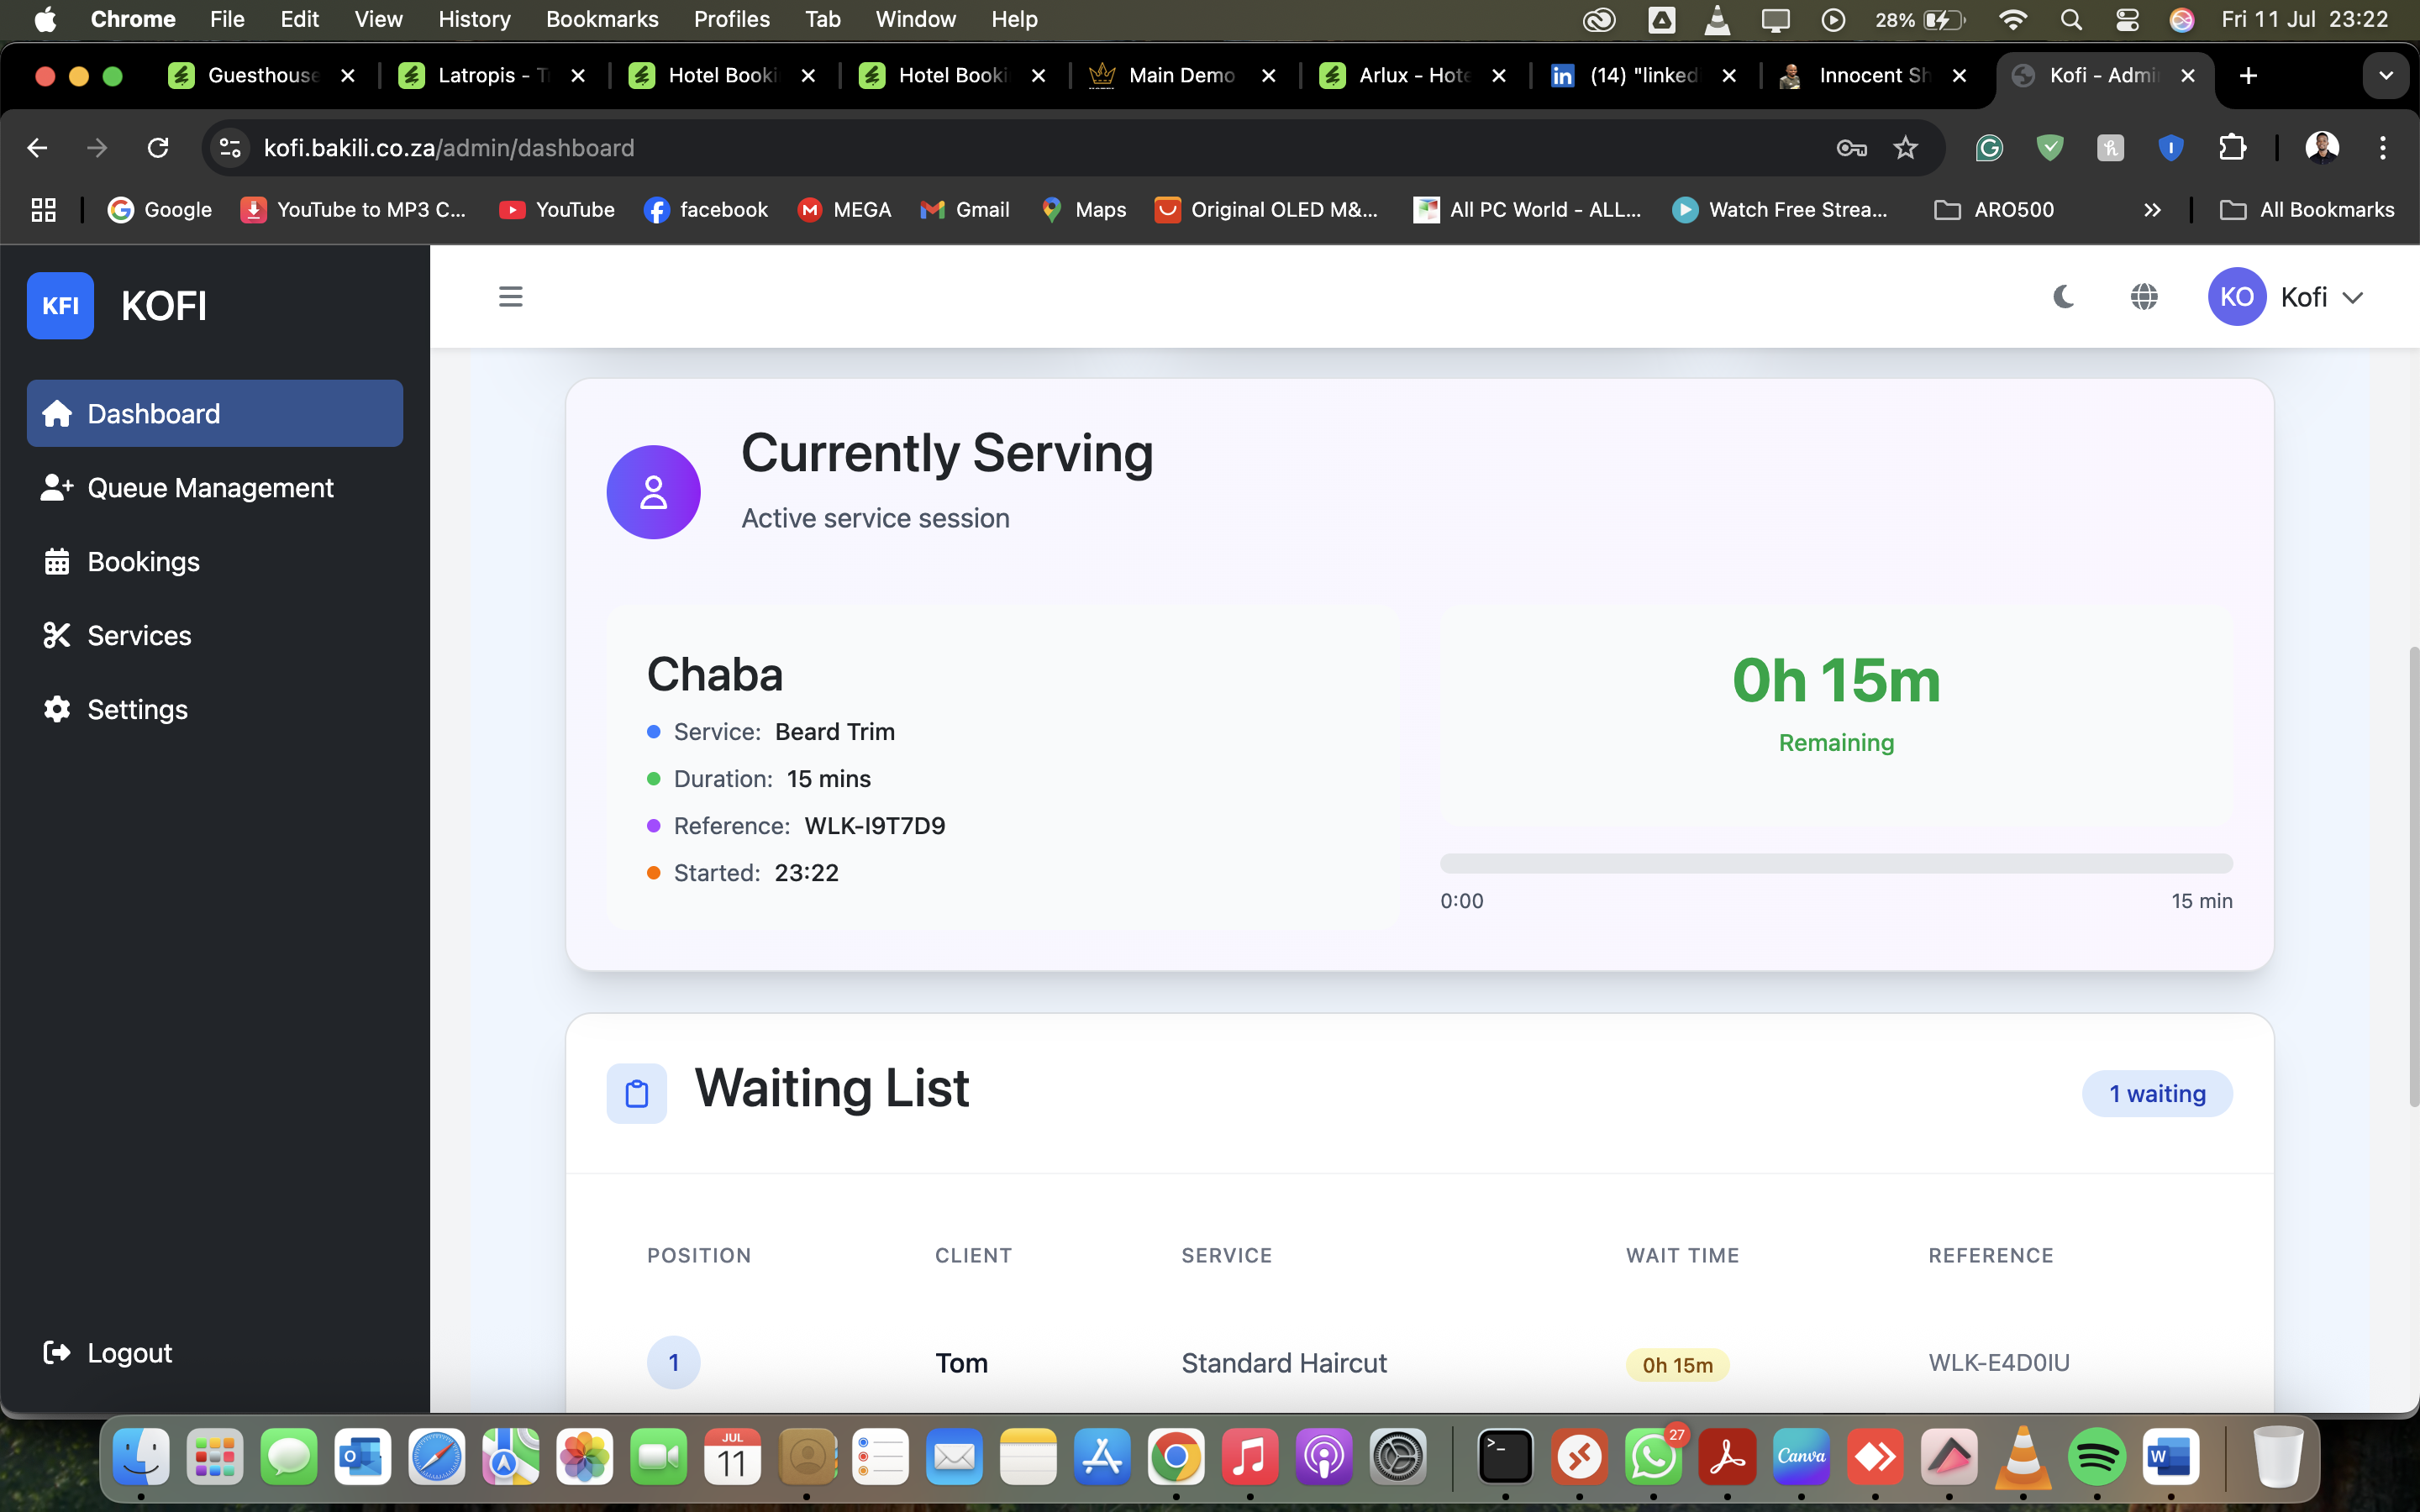 Chrome File Edit View History Bookmarks Profiles Tab Window Help 28% Fri 11 Jul 23:22
Guesthouse Latropis - T Hotel Booki Hotel Booki Main Demo Arlux - Hote (14) "linked Innocent Sh Kofi - Admi
kofi.bakili.co.za/admin/dashboard
Google YouTube to MP3 C... YouTube facebook MEGA Gmail Maps Original OLED M&... All PC World - ALL... Watch Free Strea... ARO500 All Bookmarks
KFI KOFI
KO Kofi
Dashboard
Queue Management
Bookings
Services
Settings
Logout
Currently Serving
Active service session
Chaba
Service: Beard Trim
Duration: 15 mins
Reference: WLK-I9T7D9
Started: 23:22
0h 15m
Remaining
0:00 15 min
Waiting List
1 waiting
POSITION CLIENT SERVICE WAIT TIME REFERENCE
1 Tom Standard Haircut 0h 15m WLK-E4D0IU
JUL
11
27
Canva